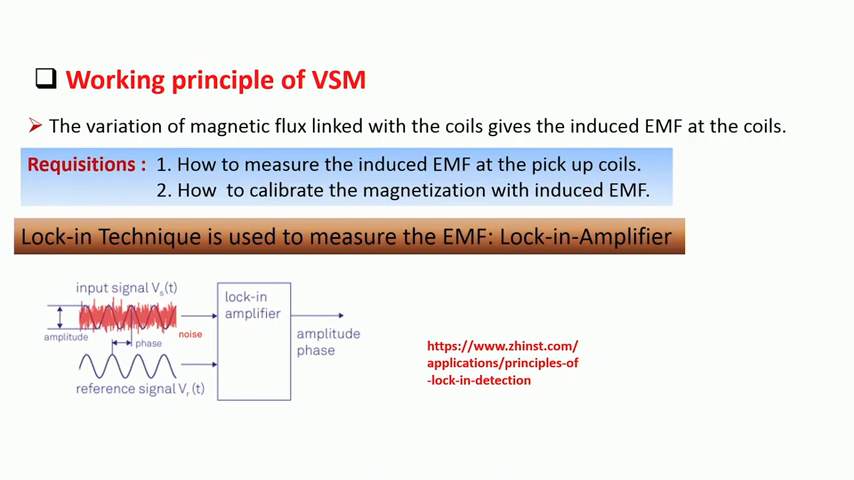 Working principle of VSM
The variation of magnetic flux linked with the coils gives the induced EMF at the coils.
Requisitions : 1. How to measure the induced EMF at the pick up coils.
2. How to calibrate the magnetization with induced EMF.
Lock-in Technique is used to measure the EMF: Lock-in-Amplifier
input signal Vs(t)
amplitude
phase
noise
reference signal Vr(t)
lock-in
amplifier
amplitude
phase
https://www.zhinst.com/
applications/principles-of
-lock-in-detection